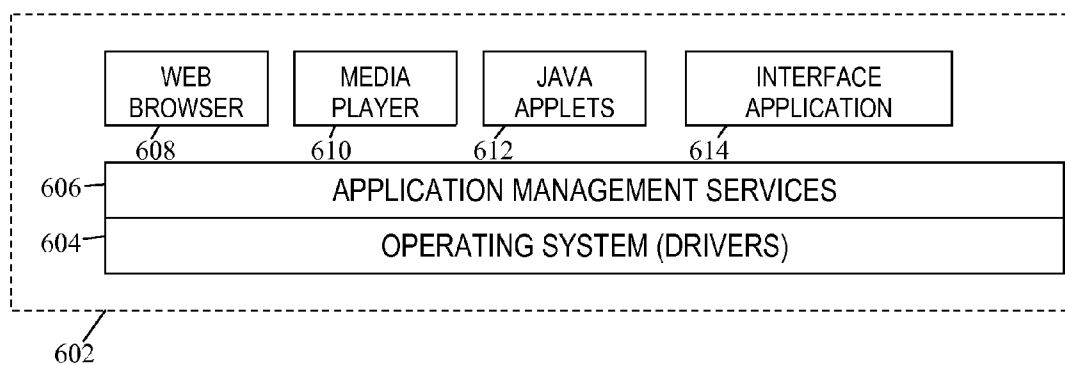 WEB
BROWSER
MEDIA
PLAYER
JAVA
APPLETS
INTERFACE
APPLICATION
608
610
612
614
606
APPLICATION MANAGEMENT SERVICES
604
OPERATING SYSTEM (DRIVERS)
602